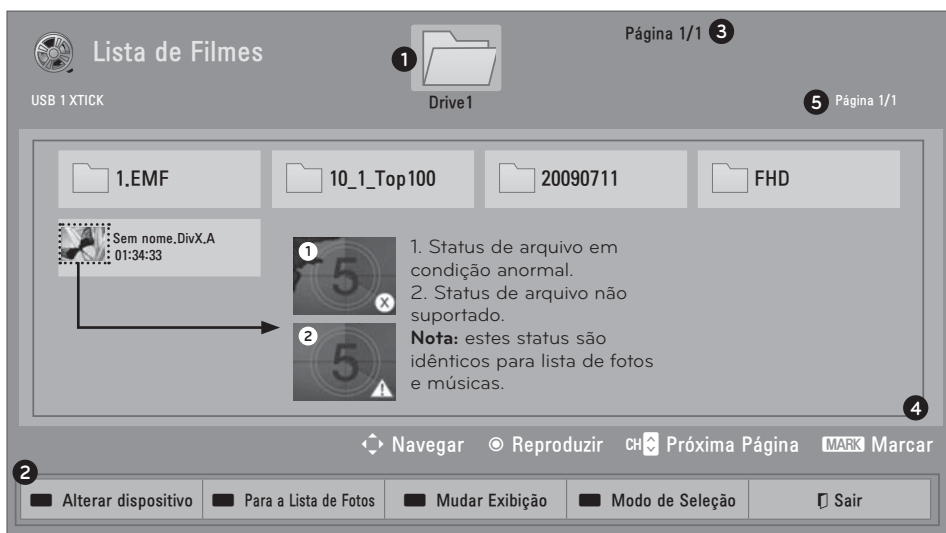 Lista de Filmes
1
Página 1/1 3
USB 1 XTICK
Drive1
5 Página 1/1
1.EMF
10_1_Top100
20090711
FHD
Sem nome.DivX.A
01:34:33
1
5
X
2
5
1. Status de arquivo em
condição anormal.
2. Status de arquivo não
suportado.
Nota: estes status são
idênticos para lista de fotos
e músicas.
4
Navegar
Reproduzir
CH Próxima Página
MARK Marcar
2
Alterar dispositivo
Para a Lista de Fotos
Mudar Exibição
Modo de Seleção
Sair